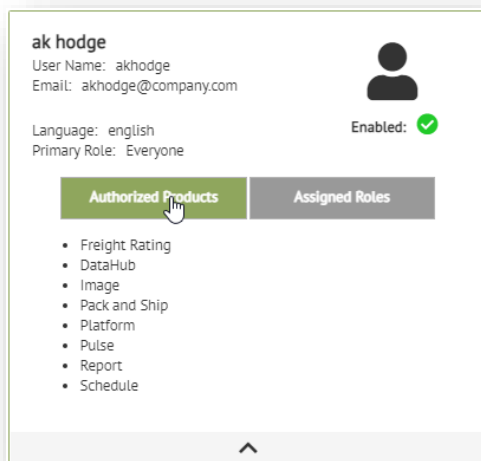 ak hodge
User Name: akhodge
Email: akhodge@company.com
Enabled:
Language: english
Primary Role: Everyone
Authorized Products
Assigned Roles
Freight Rating
DataHub
Image
Pack and Ship
Platform
Pulse
Report
Schedule